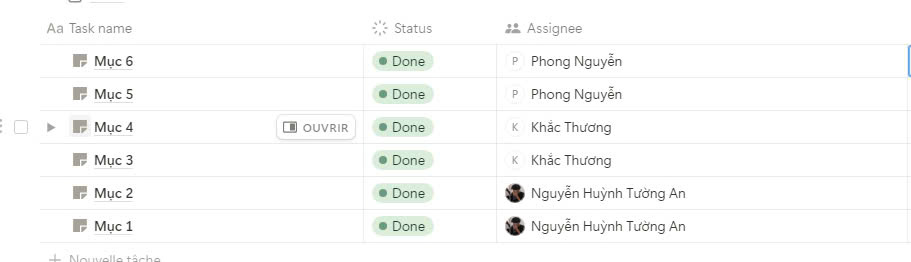 Aa Task name Status Assignee
Mục 6 Done P Phong Nguyễn
Mục 5 Done P Phong Nguyễn
Mục 4 OUVRIR Done K Khắc Thương
Mục 3 Done K Khắc Thương
Mục 2 Done Nguyễn Huỳnh Tường An
Mục 1 Done Nguyễn Huỳnh Tường An
+ Nouvelle tâche